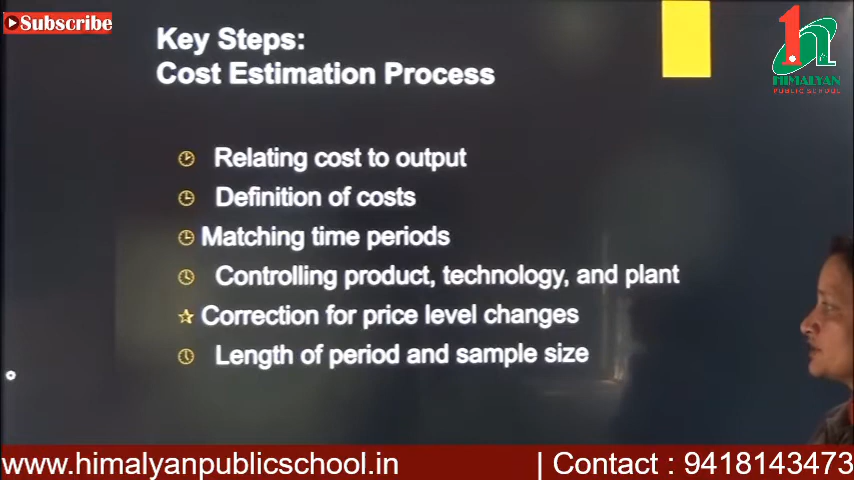 Subscribe
Key Steps:
Cost Estimation Process
Relating cost to output
Definition of costs
Matching time periods
Controlling product, technology, and plant
Correction for price level changes
Length of period and sample size
HIMALYAN
PUBLIC SCHOOL
www.himalyanpublicschool.in
| Contact : 9418143473